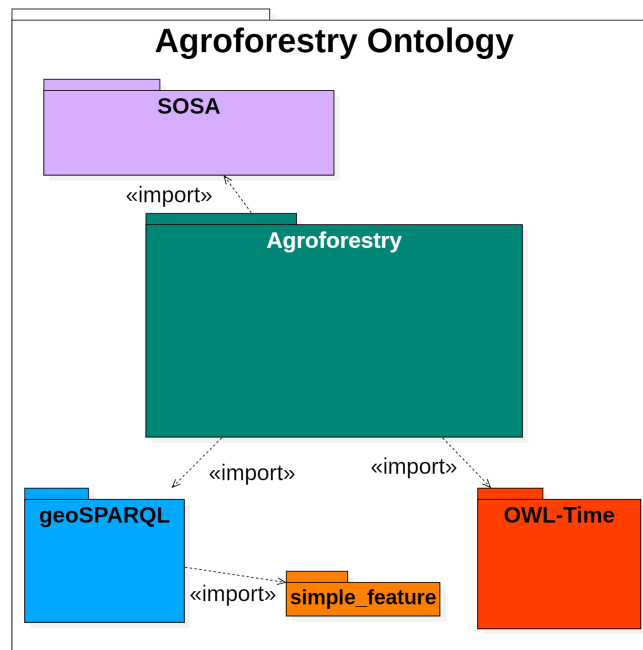 Agroforestry Ontology
SOSA
«import»
Agroforestry
«import»
«import»
geoSPARQL
OWL-Time
«import»
simple_feature